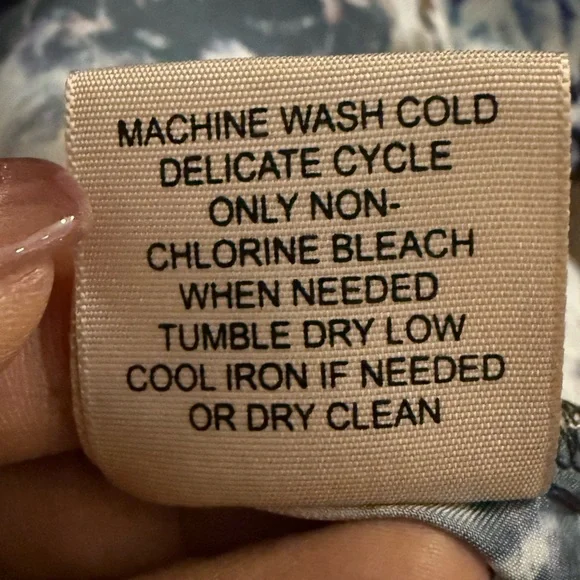 MACHINE WASH COLD
DELICATE CYCLE
ONLY NON-
CHLORINE BLEACH
WHEN NEEDED
TUMBLE DRY LOW
COOL IRON IF NEEDED
OR DRY CLEAN